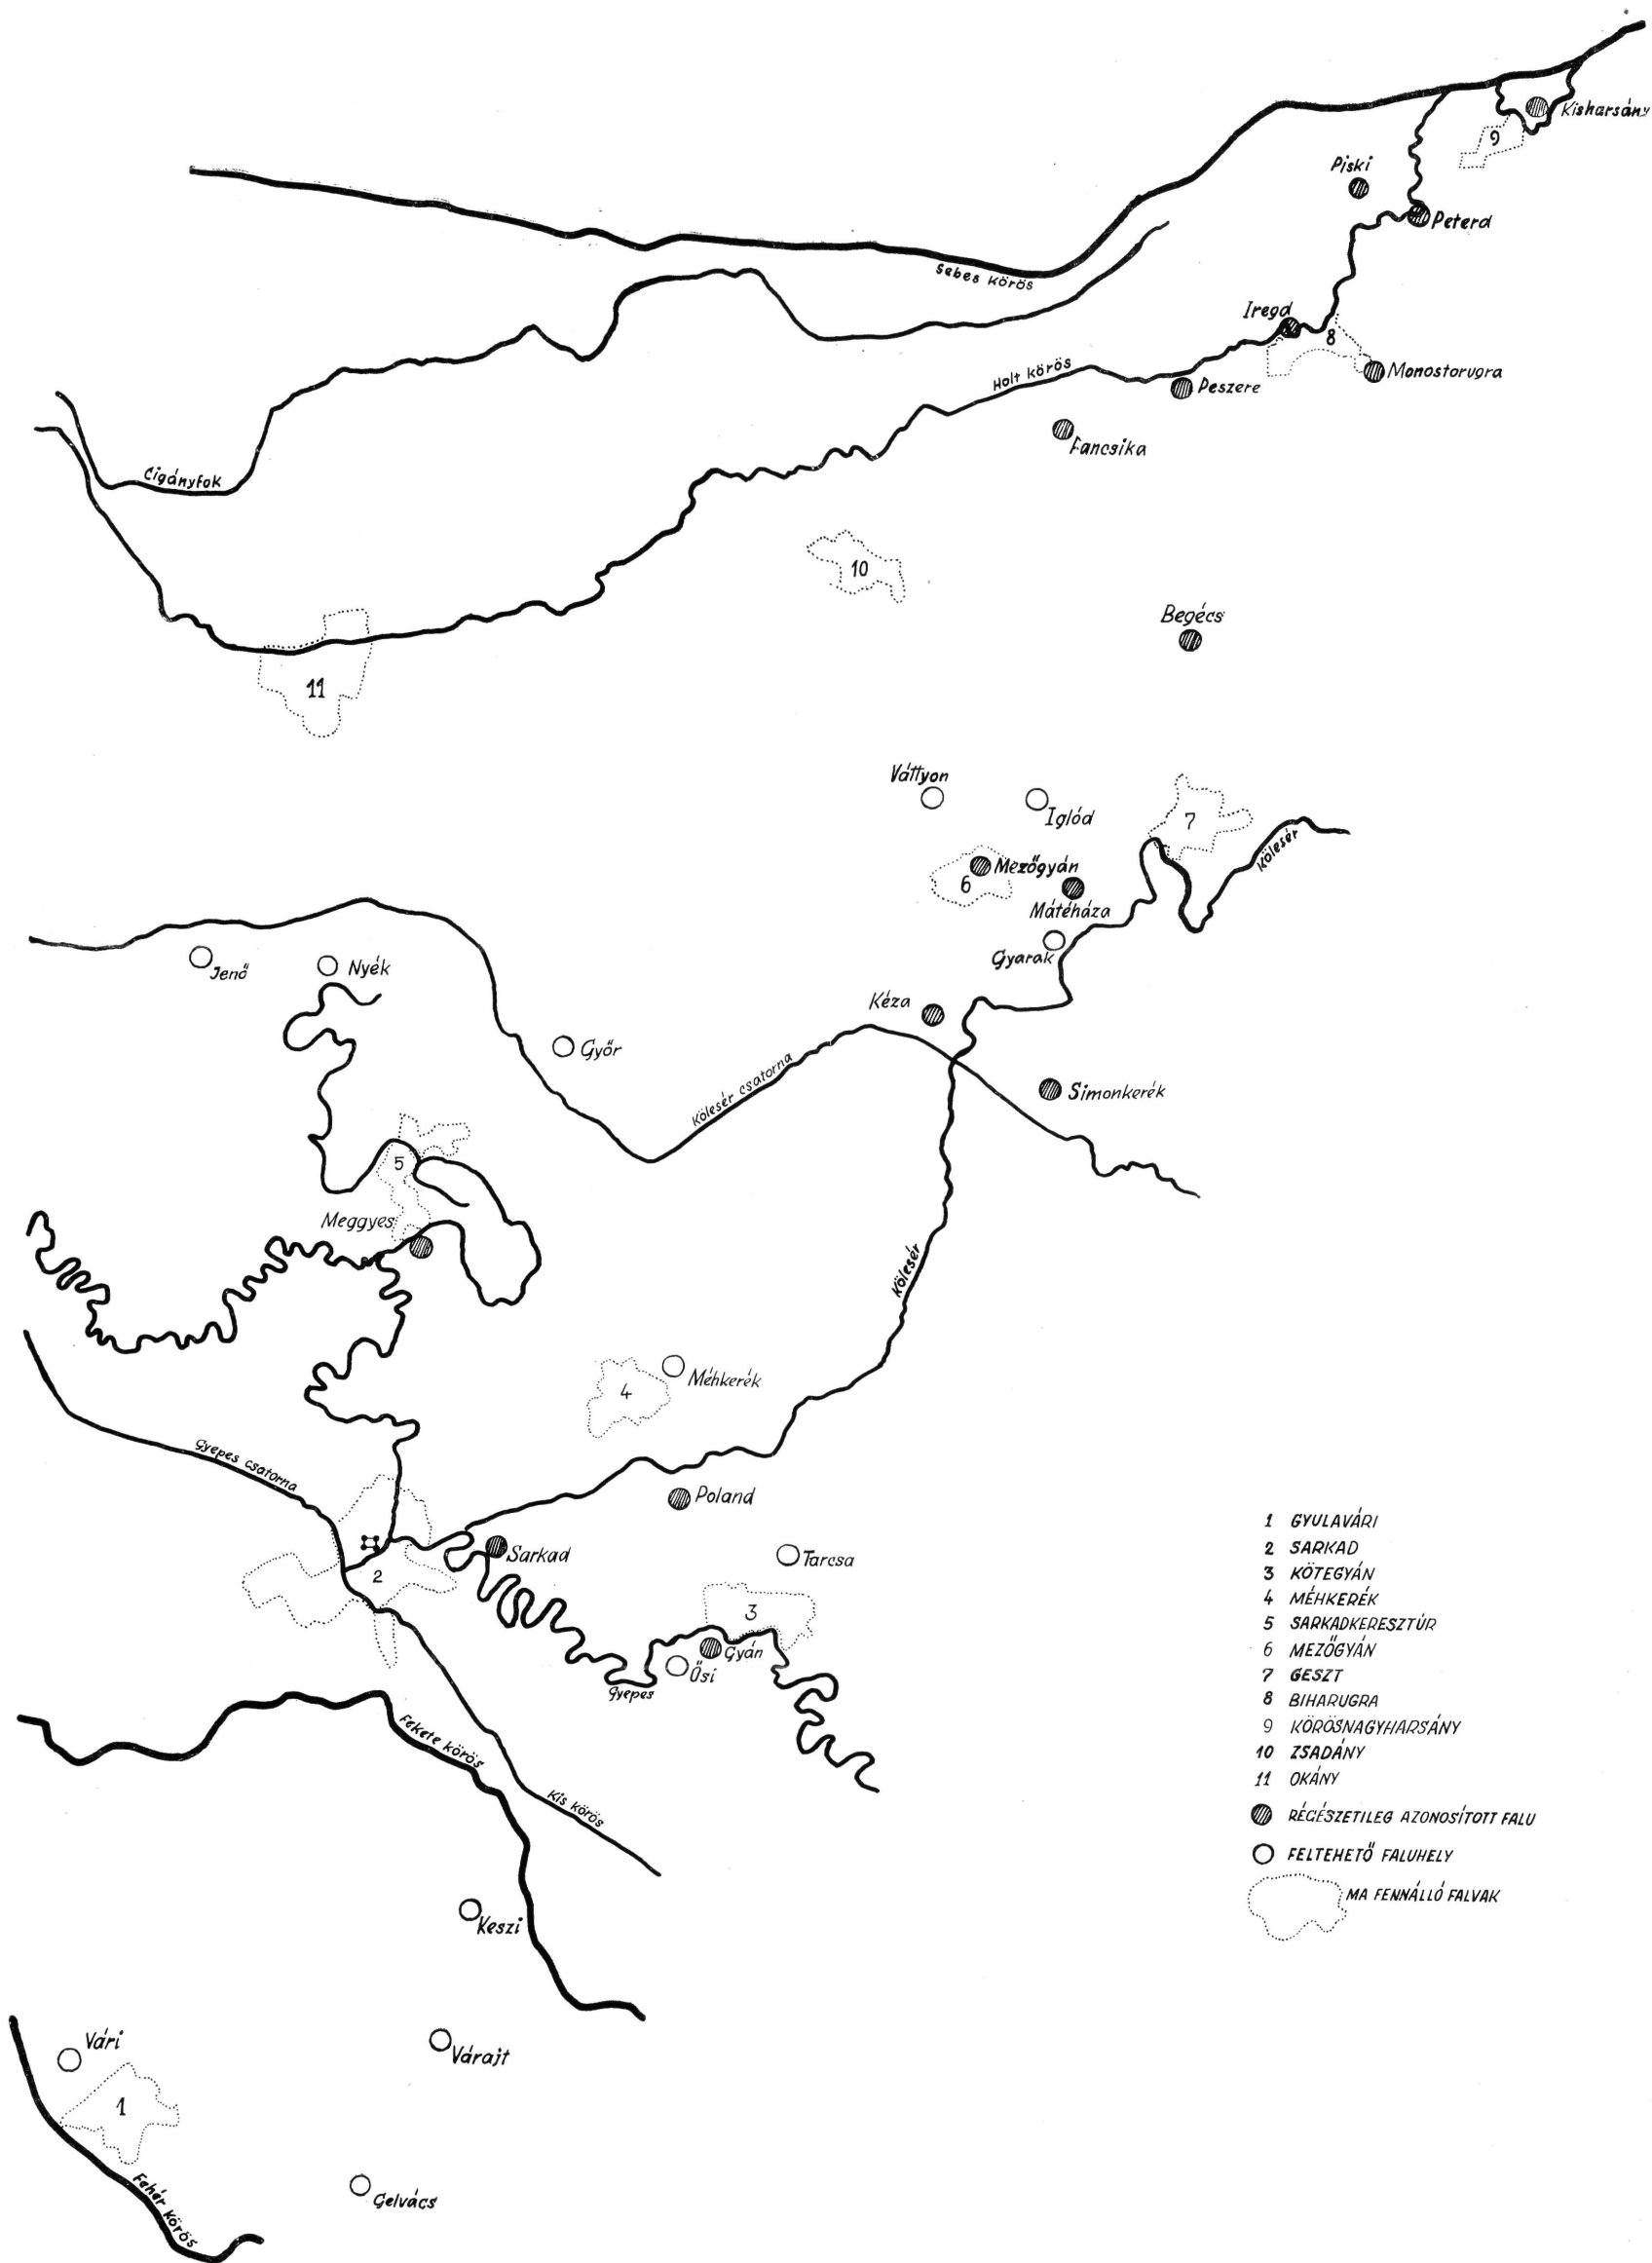 Kisharsány
9
Piski
Peterd
Sebes körös
Iregd
8
Holt körös
Monostorugra
Peszere
Fancsika
Cigányfok
10
Begécs
11
Váttyon
Iglód
7
Kölesér
Mezőgyán
6
Mátéháza
Gyarak
Jenő
Nyék
Kéza
Győr
Kölesér csatorna
Simonkerék
5
Meggyes
Kölesér
Méhkerék
4
Gyepes csatorna
Poland
Sarkad
Tarcsa
2
3
Gyán
Ősi
Gyepes
Fekete körös
Kis körös
Keszi
Vári
Várajt
1
Fehér körös
Gelvács
1 GYULAVÁRI
2 SARKAD
3 KÖTEGYÁN
4 MÉHKERÉK
5 SARKADKERESZTÚR
6 MEZŐGYÁN
7 GESZT
8 BIHARUGRA
9 KÖRÖSNAGYHARSÁNY
10 ZSADÁNY
11 OKÁNY
RÉGÉSZETILEG AZONOSÍTOTT FALU
FELTEHETŐ FALUHELY
MA FENNÁLLÓ FALVAK